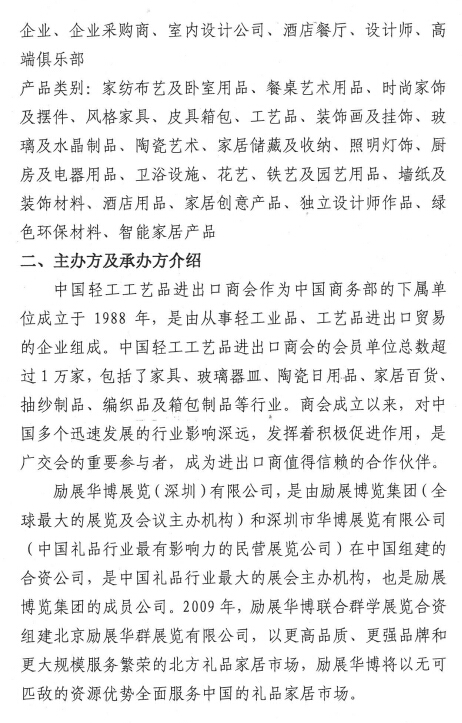 企业、企业采购商、室内设计公司、酒店餐厅、设计师、高
端俱乐部
产品类别：家纺布艺及卧室用品、餐桌艺术用品、时尚家饰
及摆件、风格家具、皮具箱包、工艺品、装饰画及挂饰、玻
璃及水晶制品、陶瓷艺术、家居储藏及收纳、照明灯饰、厨
房及电器用品、卫浴设施、花艺、铁艺及园艺用品、墙纸及
装饰材料、酒店用品、家居创意产品、独立设计师作品、绿
色环保材料、智能家居产品
二、主办方及承办方介绍
中国轻工工艺品进出口商会作为中国商务部的下属单
位成立于 1988 年，是由从事轻工业品、工艺品进出口贸易
的企业组成。中国轻工工艺品进出口商会的会员单位总数超
过 1 万家，包括了家具、玻璃器皿、陶瓷日用品、家居百货、
抽纱制品、编织品及箱包制品等行业。商会成立以来，对中
国多个迅速发展的行业影响深远，发挥着积极促进作用，是
广交会的重要参与者，成为进出口商值得信赖的合作伙伴。
励展华博展览（深圳）有限公司，是由励展博览集团（全
球最大的展览及会议主办机构）和深圳市华博展览有限公司
（中国礼品行业最有影响力的民营展览公司）在中国组建的
合资公司，是中国礼品行业最大的展会主办机构，也是励展
博览集团的成员公司。2009 年，励展华博联合群学展览合资
组建北京励展华群展览有限公司，以更高品质、更强品牌和
更大规模服务繁荣的北方礼品家居市场，励展华博将以无可
匹敌的资源优势全面服务中国的礼品家居市场。